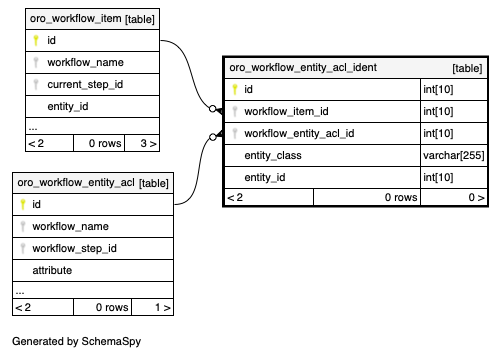 oro_workflow_item [table]
id
workflow_name
current_step_id
entity_id
...
< 2 0 rows 3 >
oro_workflow_entity_acl_ident [table]
id int[10]
workflow_item_id int[10]
workflow_entity_acl_id int[10]
entity_class varchar[255]
entity_id int[10]
< 2 0 rows 0 >
oro_workflow_entity_acl [table]
id
workflow_name
workflow_step_id
attribute
...
< 2 0 rows 1 >
Generated by SchemaSpy